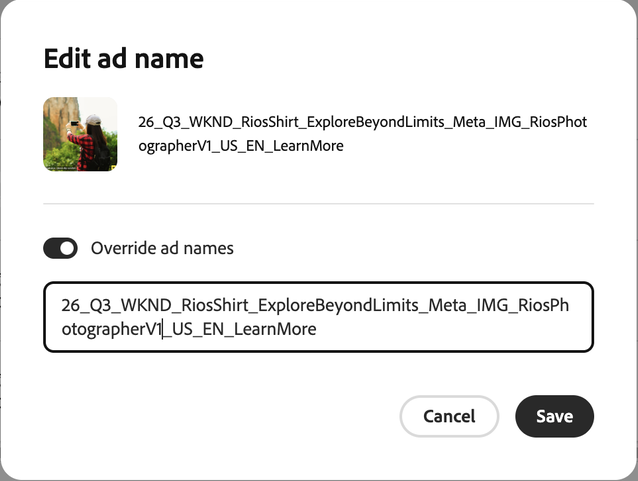 Edit ad name
26_Q3_WKND_RiosShirt_ExploreBeyondLimits_Meta_IMG_RiosPhot
ographerV1_US_EN_LearnMore
Override ad names
26_Q3_WKND_RiosShirt_ExploreBeyondLimits_Meta_IMG_RiosPh
otographerV1_US_EN_LearnMore
Cancel
Save